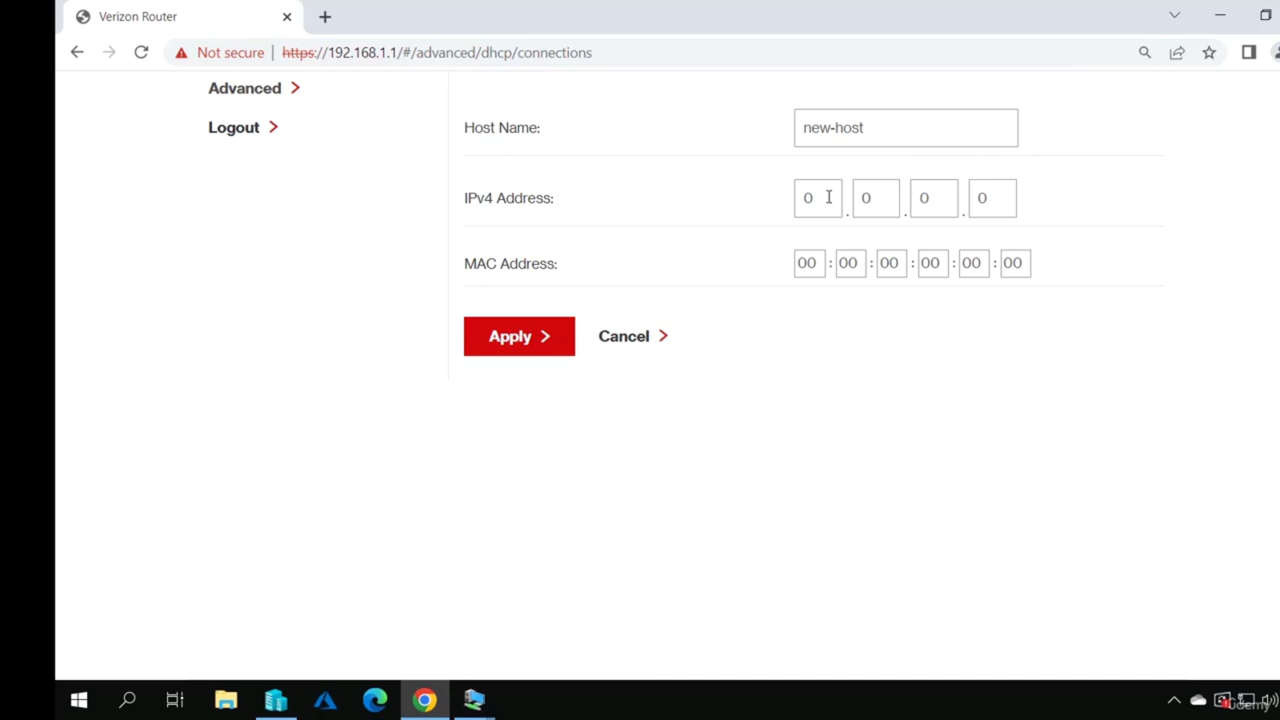 Verizon Router
Not secure | https://192.168.1.1/#/advanced/dhcp/connections
Advanced
Logout
Host Name: new-host
IPv4 Address: 0 . 0 . 0 . 0
MAC Address: 00 : 00 : 00 : 00 : 00 : 00
Apply Cancel
Udemy